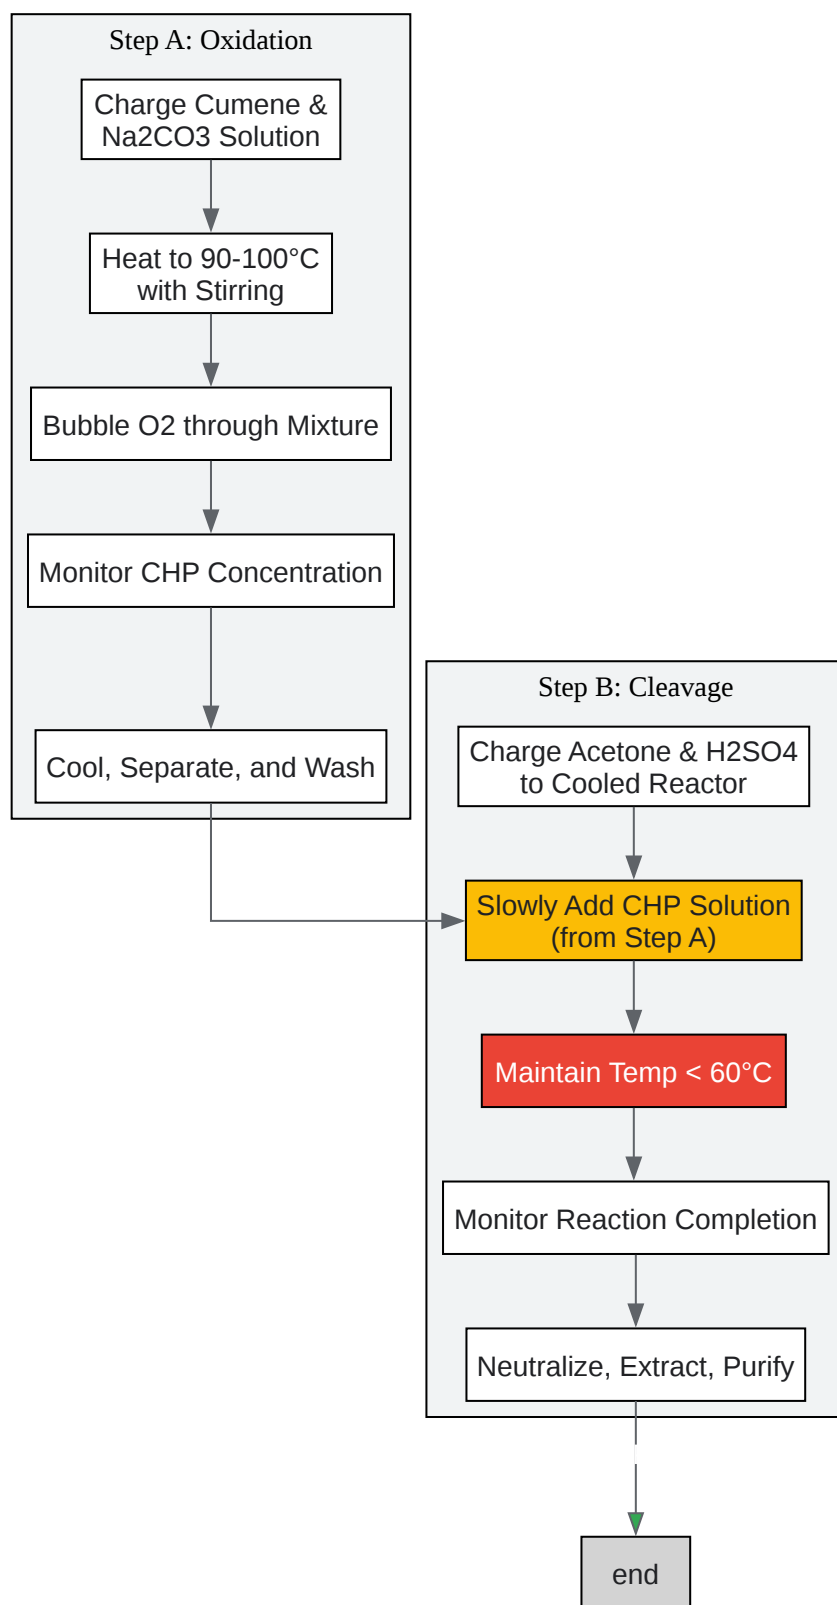 Step A: Oxidation
Charge Cumene &
Na2CO3 Solution
Heat to 90-100°C
with Stirring
Bubble O2 through Mixture
Monitor CHP Concentration
Cool, Separate, and Wash
Step B: Cleavage
Charge Acetone & H2SO4
to Cooled Reactor
Slowly Add CHP Solution
(from Step A)
Maintain Temp < 60°C
Monitor Reaction Completion
Neutralize, Extract, Purify
end